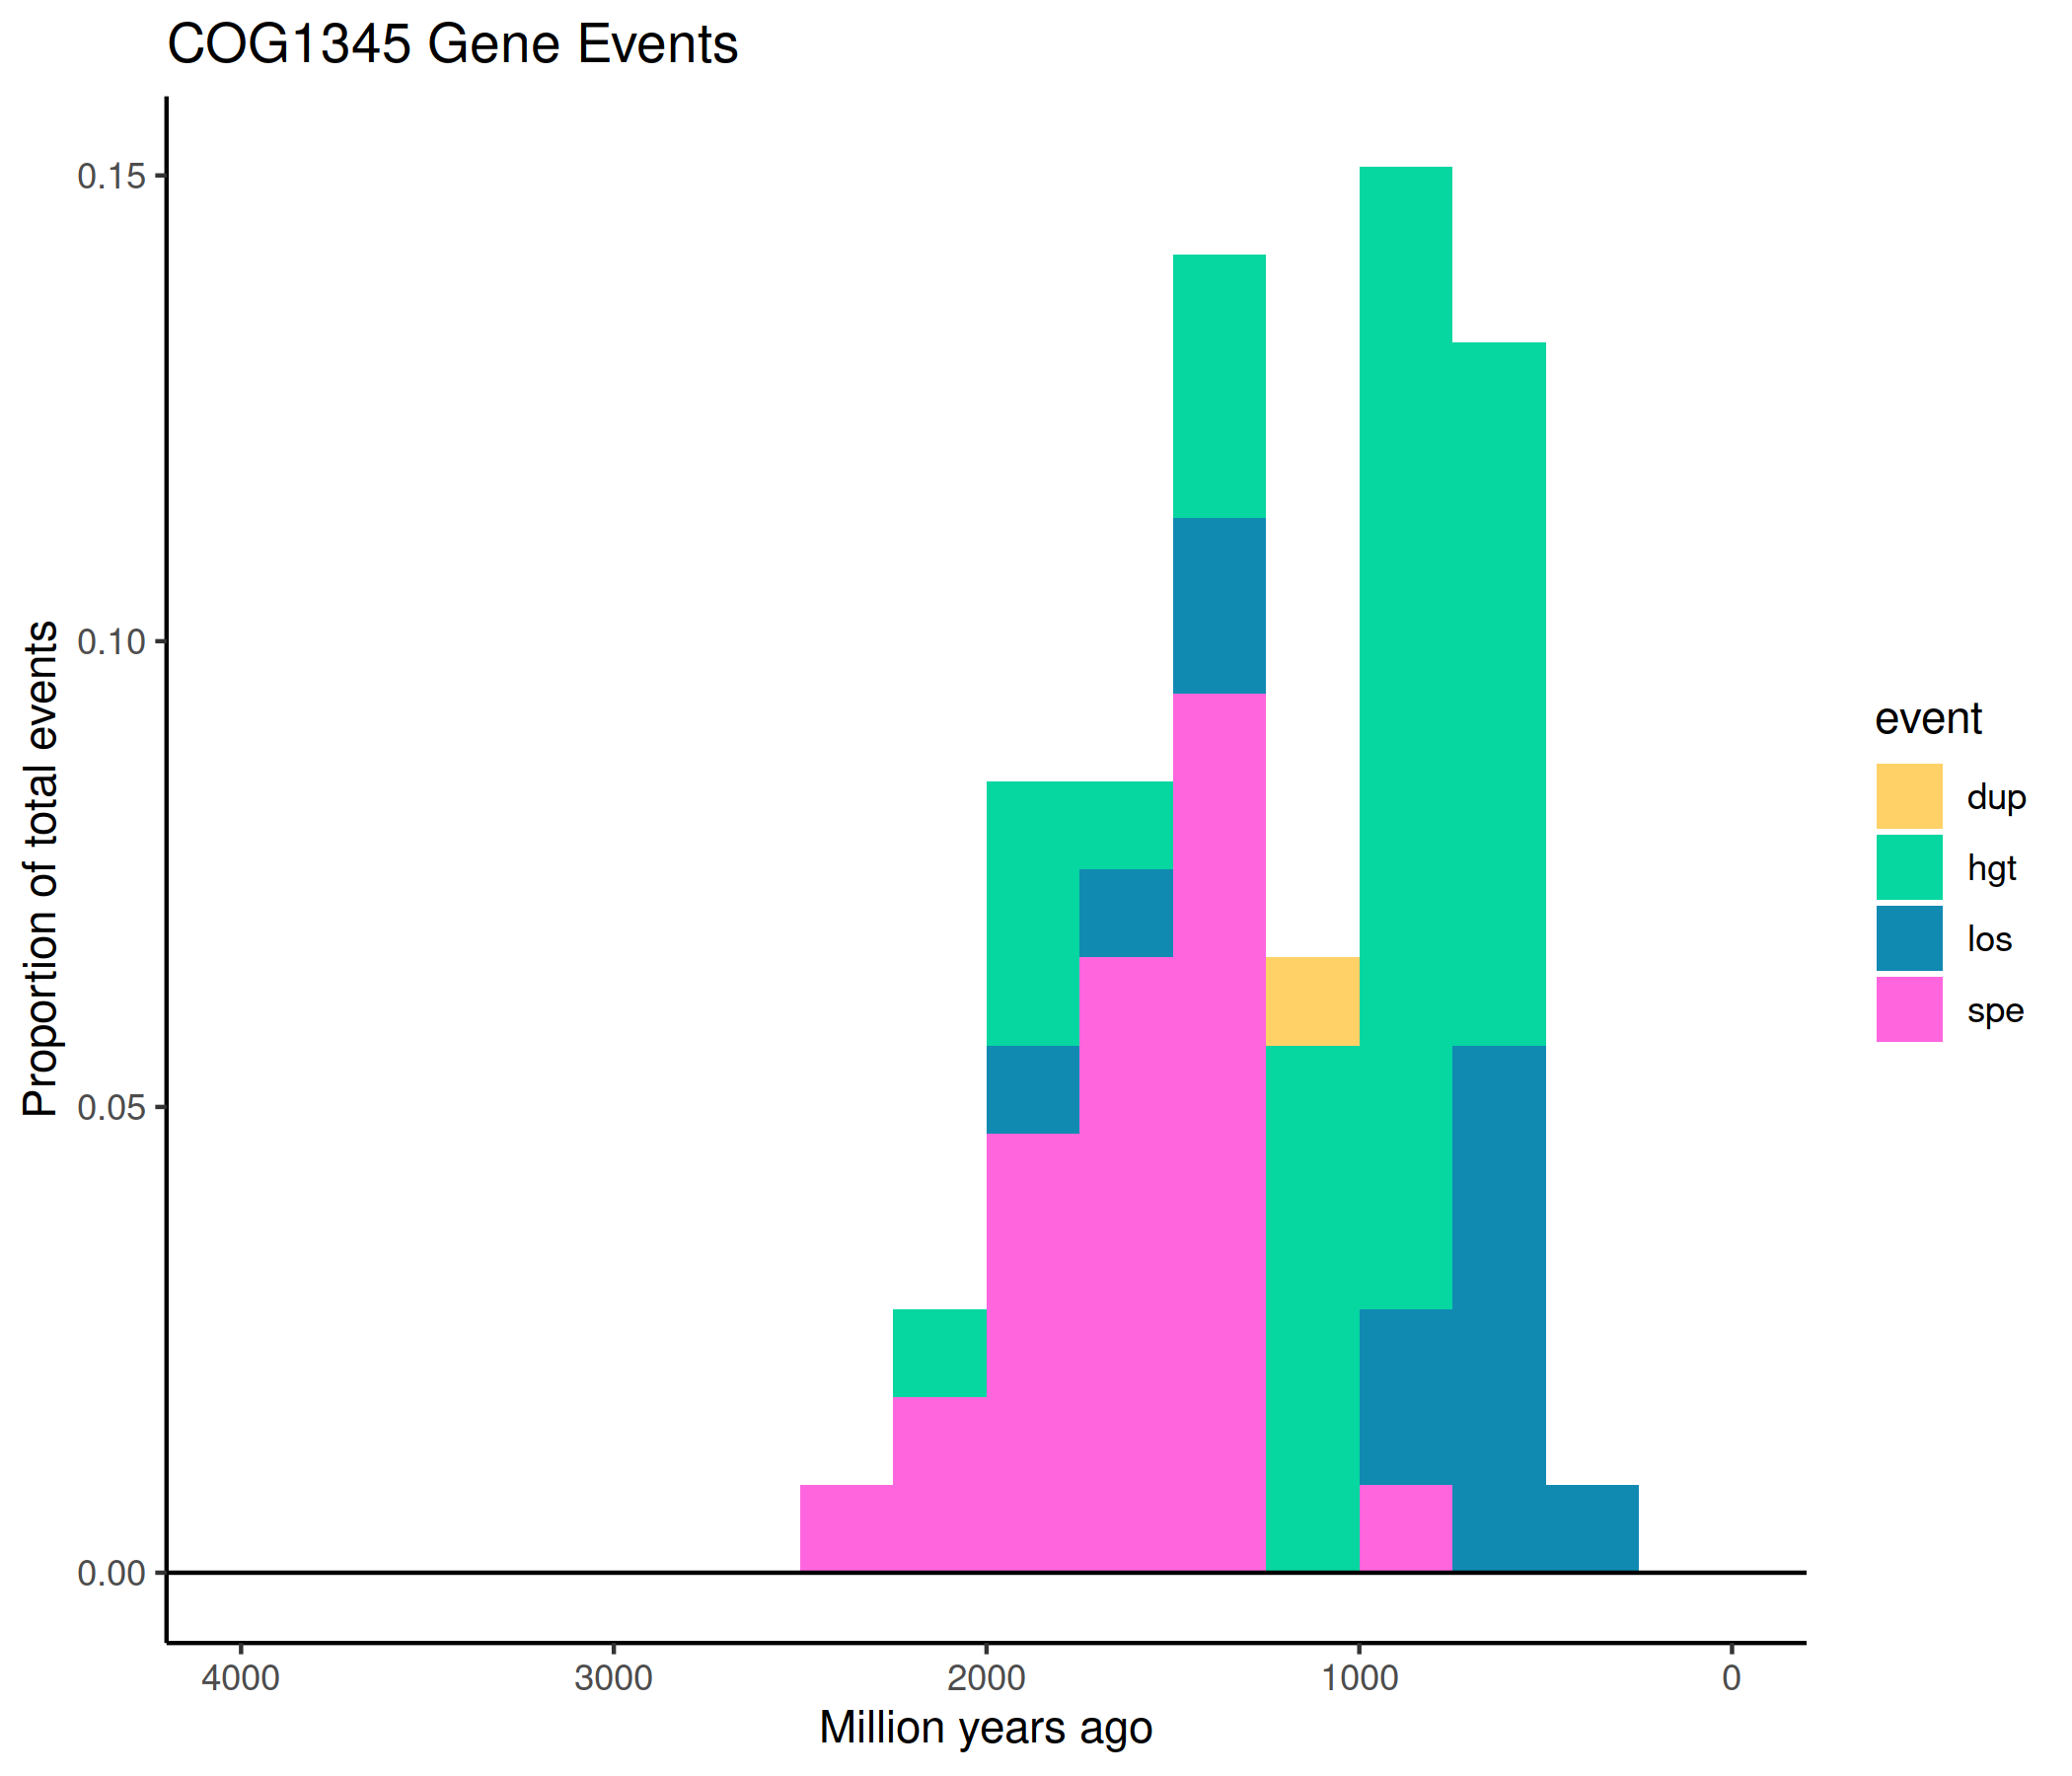 COG1345 Gene Events
Proportion of total events
0.15
0.10
0.05
0.00
4000 3000 2000 1000 0
Million years ago
event
dup
hgt
los
spe